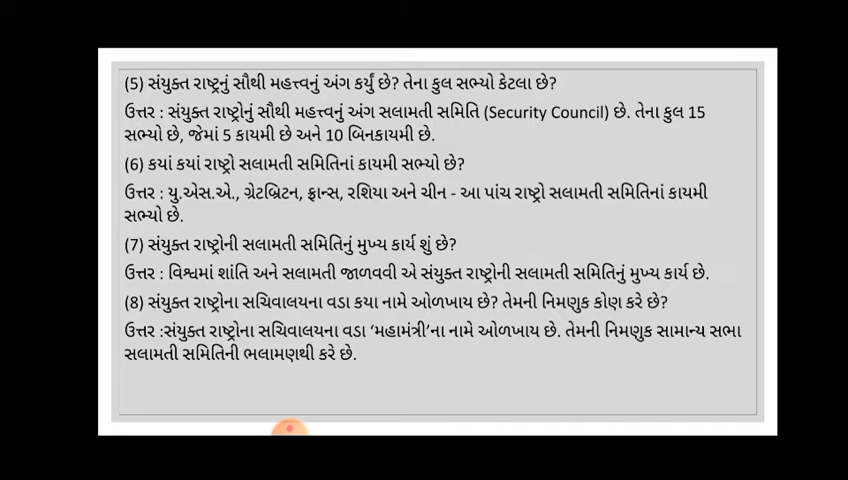 (5) સંયુક્ત રાષ્ટ્રનું સૌથી મહત્ત્વનું અંગ કર્યું છે? તેના કુલ સભ્યો કેટલા છે?
ઉત્તર : સંયુક્ત રાષ્ટ્રોનું સૌથી મહત્ત્વનું અંગ સલામતી સમિતિ (Security Council) છે. તેના કુલ 15
સભ્યો છે, જેમાં 5 કાયમી છે અને 10 બિનકાયમી છે.
(6) કયાં કયાં રાષ્ટ્રો સલામતી સમિતિનાં કાયમી સભ્યો છે?
ઉત્તર : યુ.એસ.એ., ગ્રેટબ્રિટન, ફ્રાન્સ, રશિયા અને ચીન - આ પાંચ રાષ્ટ્રો સલામતી સમિતિનાં કાયમી
સભ્યો છે.
(7) સંયુક્ત રાષ્ટ્રોની સલામતી સમિતિનું મુખ્ય કાર્ય શું છે?
ઉત્તર : વિશ્વમાં શાંતિ અને સલામતી જાળવવી એ સંયુક્ત રાષ્ટ્રોની સલામતી સમિતિનું મુખ્ય કાર્ય છે.
(8) સંયુક્ત રાષ્ટ્રોના સચિવાલયના વડા કયા નામે ઓળખાય છે? તેમની નિમણુક કોણ કરે છે?
ઉત્તર :સંયુક્ત રાષ્ટ્રોના સચિવાલયના વડા ‘મહામંત્રી’ના નામે ઓળખાય છે. તેમની નિમણુક સામાન્ય સભા
સલામતી સમિતિની ભલામણથી કરે છે.